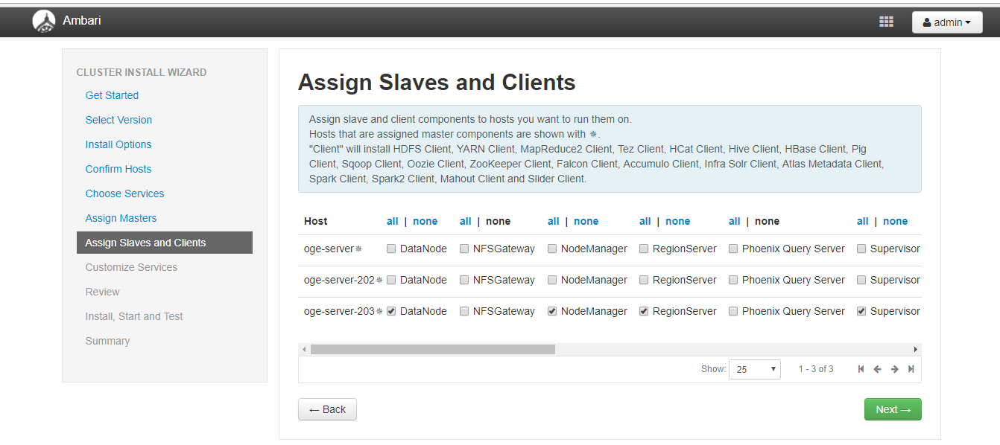 Ambari
admin
CLUSTER INSTALL WIZARD
Get Started
Select Version
Install Options
Confirm Hosts
Choose Services
Assign Masters
Assign Slaves and Clients
Customize Services
Review
Install, Start and Test
Summary
Assign Slaves and Clients
Assign slave and client components to hosts you want to run them on.
Hosts that are assigned master components are shown with ✵.
"Client" will install HDFS Client, YARN Client, MapReduce2 Client, Tez Client, HCat Client, Hive Client, HBase Client, Pig
Client, Sqoop Client, Oozie Client, ZooKeeper Client, Falcon Client, Accumulo Client, Infra Solr Client, Atlas Metadata Client,
Spark Client, Spark2 Client, Mahout Client and Slider Client.
Host all | none all | none all | none all | none all | none all | none
oge-server✵ DataNode NFSGateway NodeManager RegionServer Phoenix Query Server Supervisor
oge-server-202✵ DataNode NFSGateway NodeManager RegionServer Phoenix Query Server Supervisor
oge-server-203✵ DataNode NFSGateway NodeManager RegionServer Phoenix Query Server Supervisor
Show: 25 1 - 3 of 3
← Back
Next →